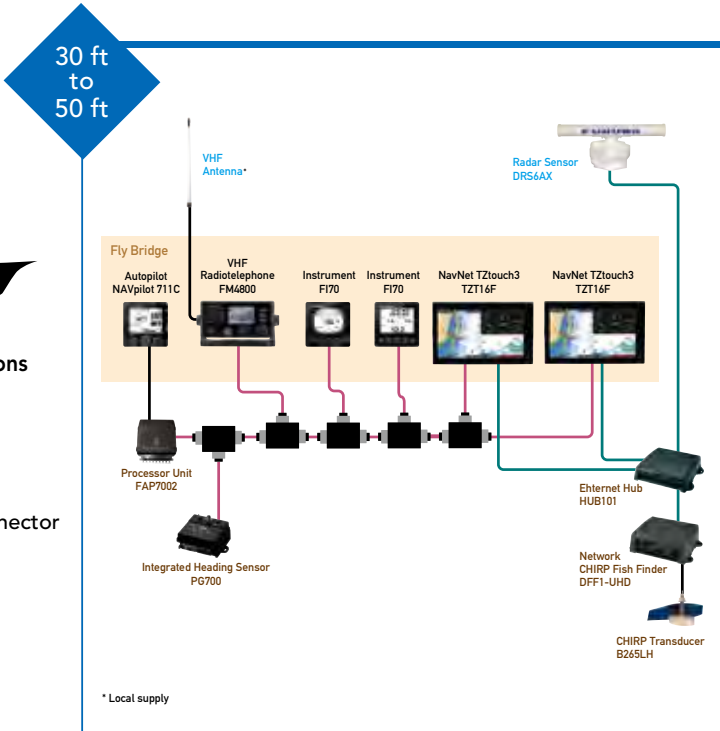 30 ft
to
50 ft
ons
nector
VHF
Antenna*
Radar Sensor
DRS6AX
FURUNO
Fly Bridge
Autopilot
NAVpilot 711C
VHF
Radiotelephone
FM4800
Instrument
FI70
Instrument
FI70
NavNet TZtouch3
TZT16F
NavNet TZtouch3
TZT16F
Processor Unit
FAP7002
Integrated Heading Sensor
PG700
Ehternet Hub
HUB101
Network
CHIRP Fish Finder
DFF1-UHD
CHIRP Transducer
B265LH
* Local supply